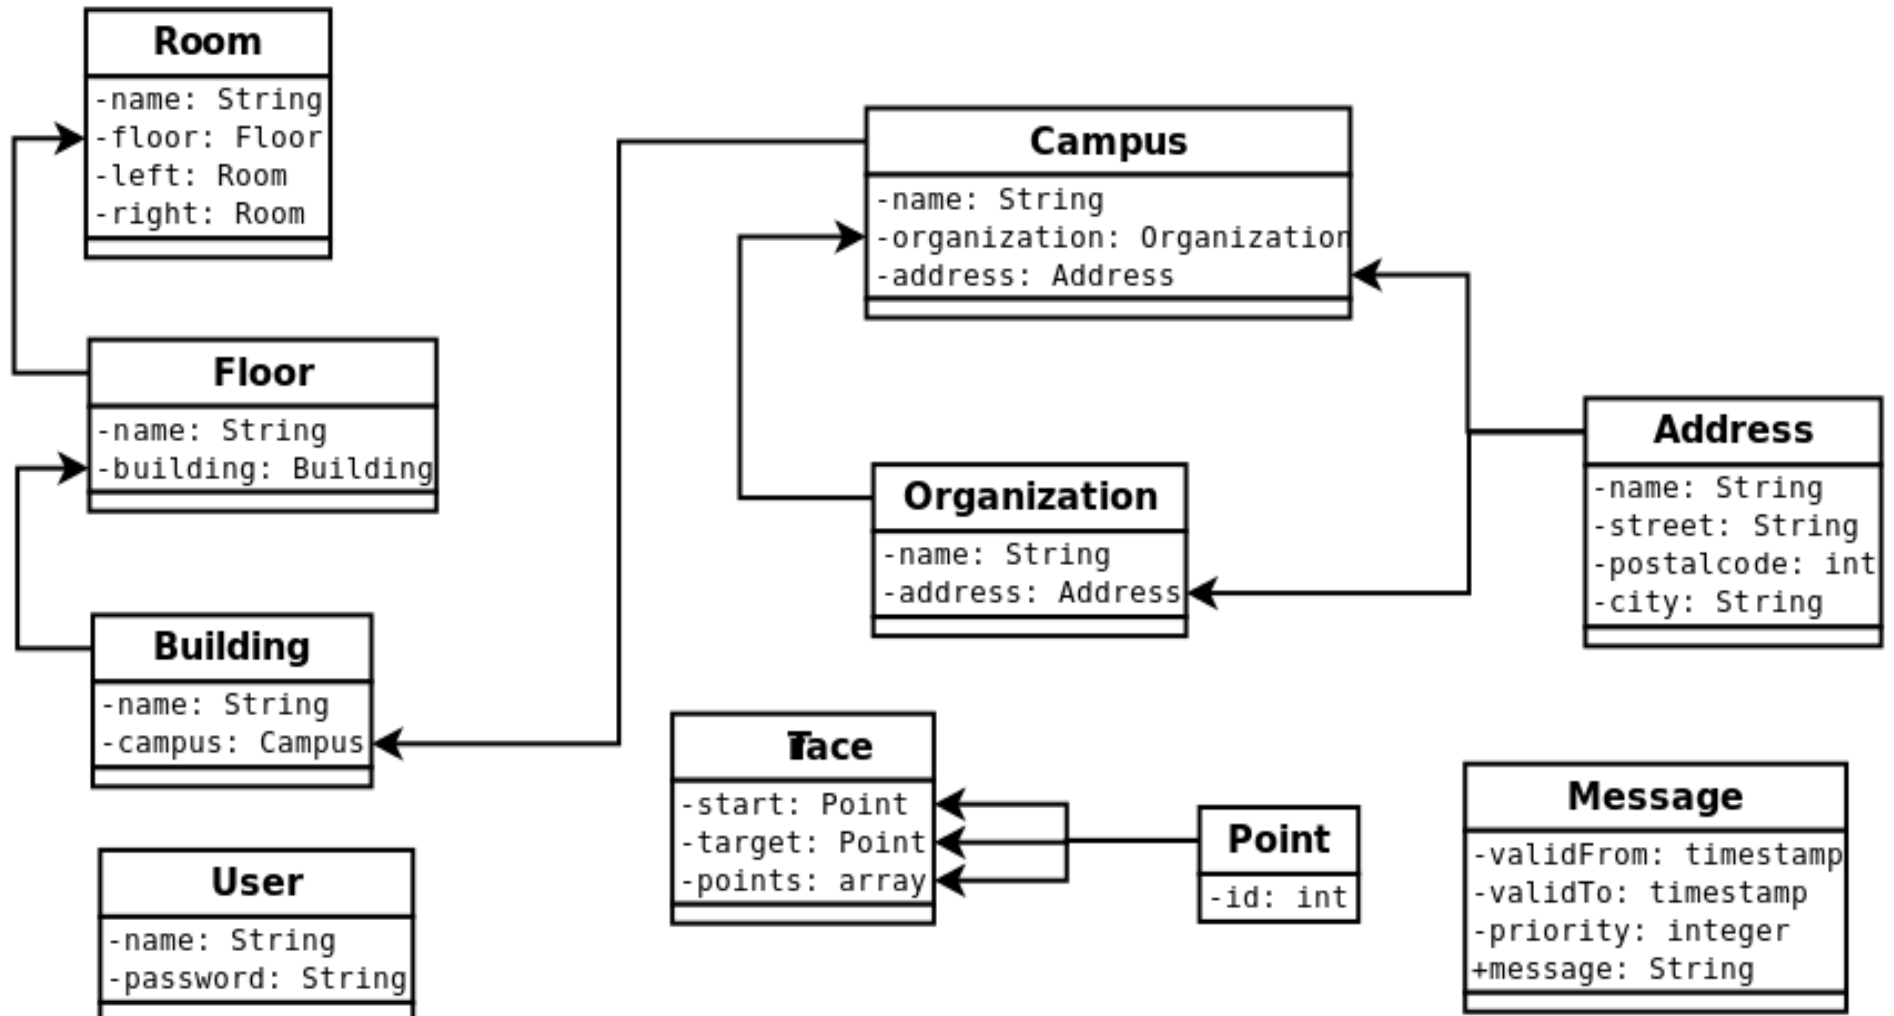 Room
-name: String
-floor: Floor
-left: Room
-right: Room
Floor
-name: String
-building: Building
Building
-name: String
-campus: Campus
User
-name: String
-password: String
Campus
-name: String
-organization: Organization
-address: Address
Organization
-name: String
-address: Address
Address
-name: String
-street: String
-postalcode: int
-city: String
-start: Point
-target: Point
-points: array
Point
-id: int
Message
-validFrom: timestamp
-validTo: timestamp
-priority: integer
+message: String